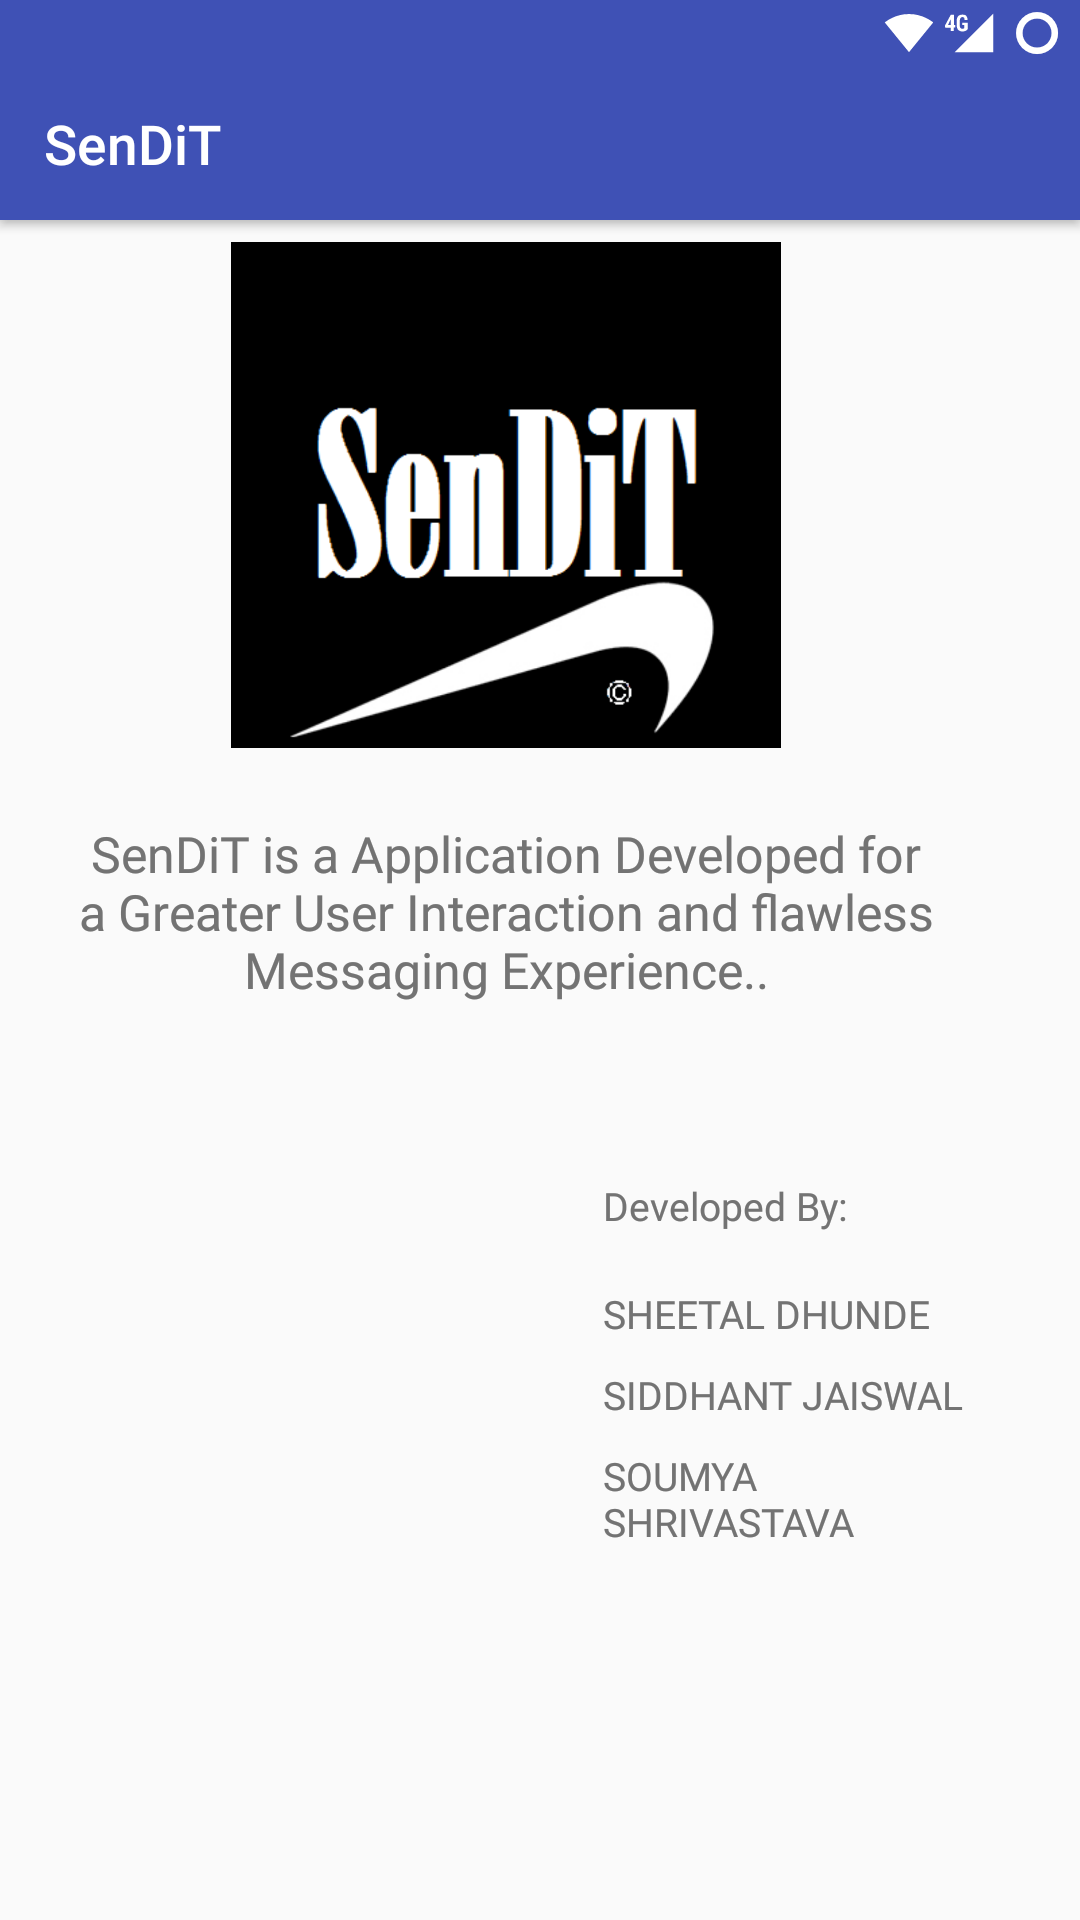 4G
SenDiT
SenDiT
©
SenDiT is a Application Developed for
a Greater User Interaction and flawless
Messaging Experience..
Developed By:
SHEETAL DHUNDE
SIDDHANT JAISWAL
SOUMYA
SHRIVASTAVA